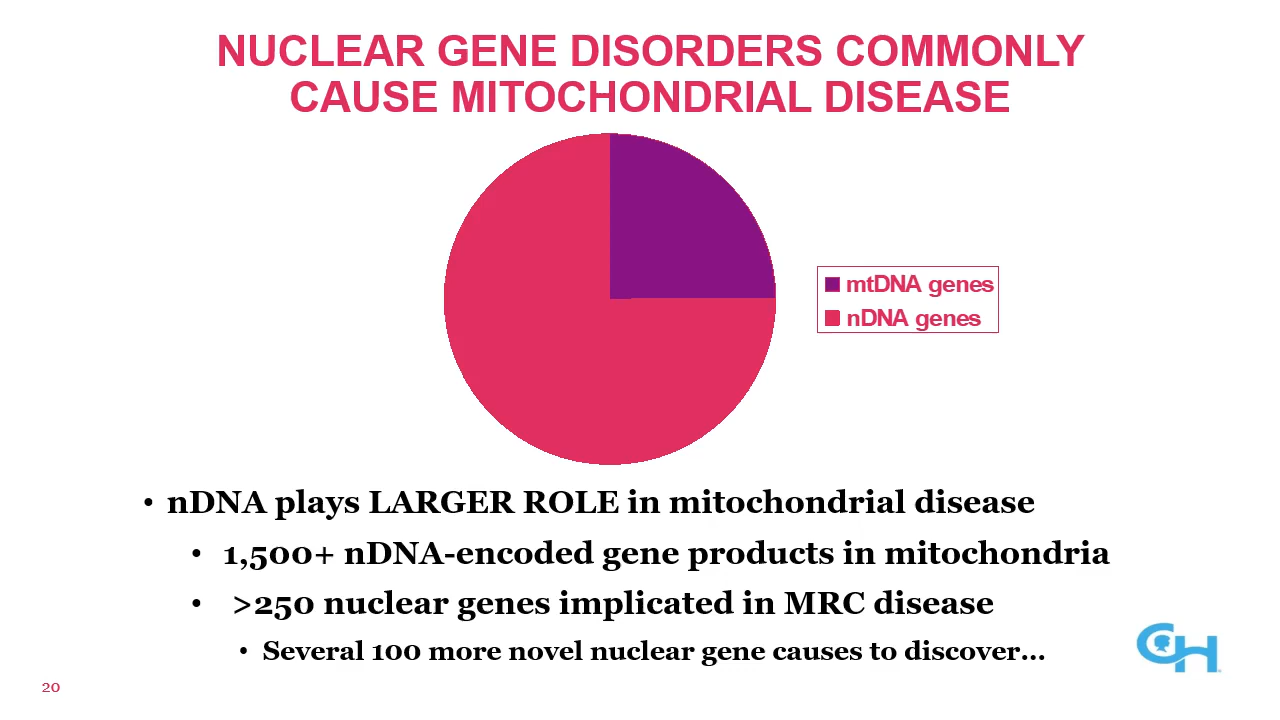 NUCLEAR GENE DISORDERS COMMONLY
CAUSE MITOCHONDRIAL DISEASE
mtDNA genes
nDNA genes
• nDNA plays LARGER ROLE in mitochondrial disease
• 1,500+ nDNA-encoded gene products in mitochondria
• >250 nuclear genes implicated in MRC disease
• Several 100 more novel nuclear gene causes to discover…
CH
20